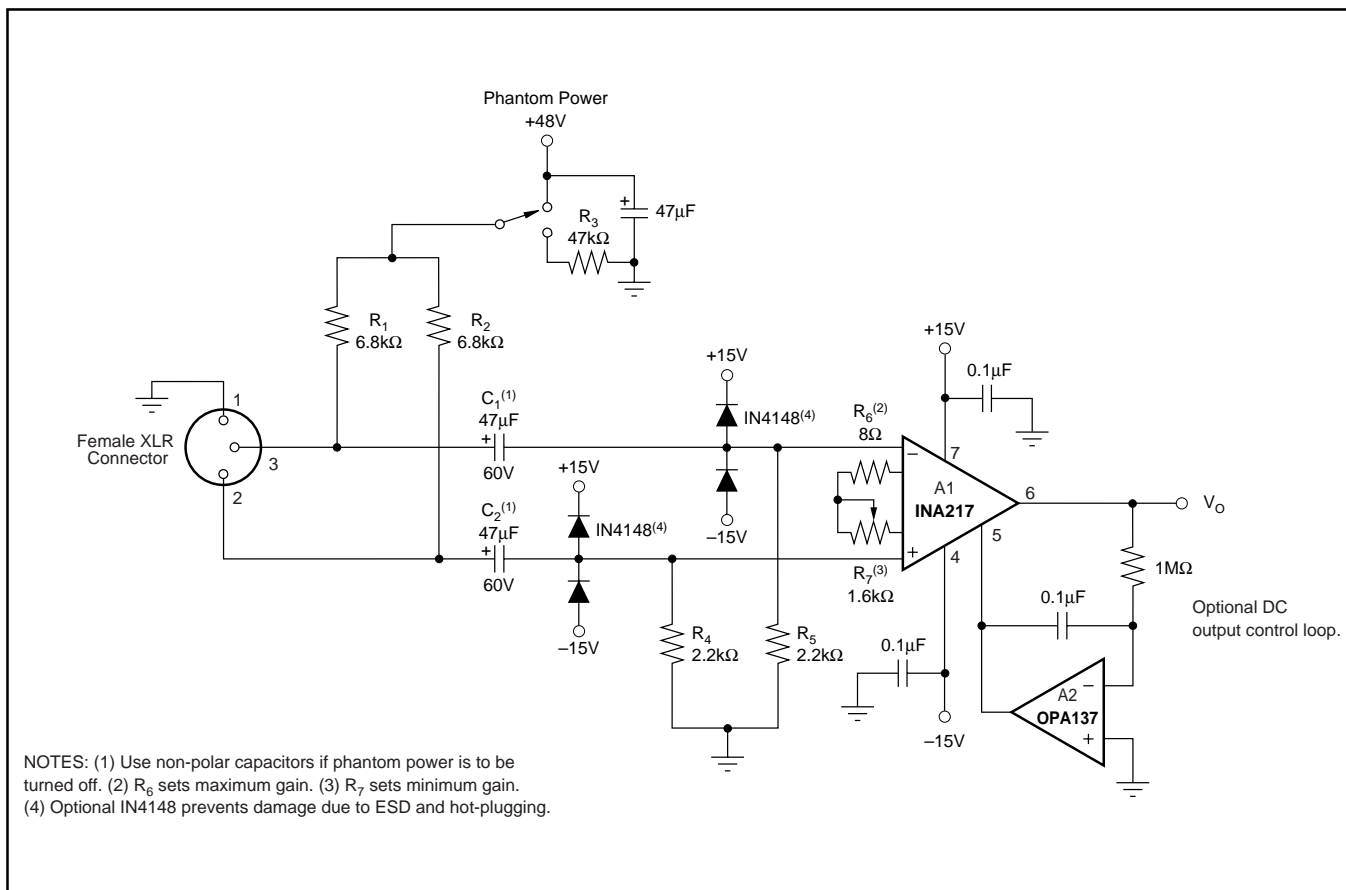 Phantom Power
+48V
+
47µF
R3
47kΩ
R1
6.8kΩ
R2
6.8kΩ
+15V
0.1µF
+15V
1
C1(1)
47µF
+
60V
IN4148(4)
R6(2)
8Ω
Female XLR
Connector
3
2
+15V
–15V
–
7
A1
INA217
6
VO
C2(1)
47µF
+
60V
IN4148(4)
+
4
5
R7(3)
1.6kΩ
1MΩ
–15V
R4
2.2kΩ
R5
2.2kΩ
0.1µF
0.1µF
Optional DC
output control loop.
–15V
A2
OPA137
–
+
NOTES: (1) Use non-polar capacitors if phantom power is to be
turned off. (2) R6 sets maximum gain. (3) R7 sets minimum gain.
(4) Optional IN4148 prevents damage due to ESD and hot-plugging.